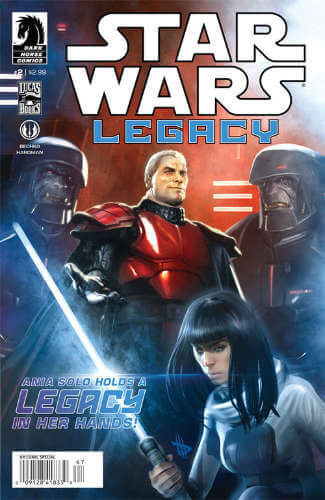 DARK
HORSE
COMICS
#2 | $2.99
LUCAS
BOOKS
BECHKO
HARDMAN
STAR
WARS
LEGACY
ANIA SOLO HOLDS A
LEGACY
IN HER HANDS!